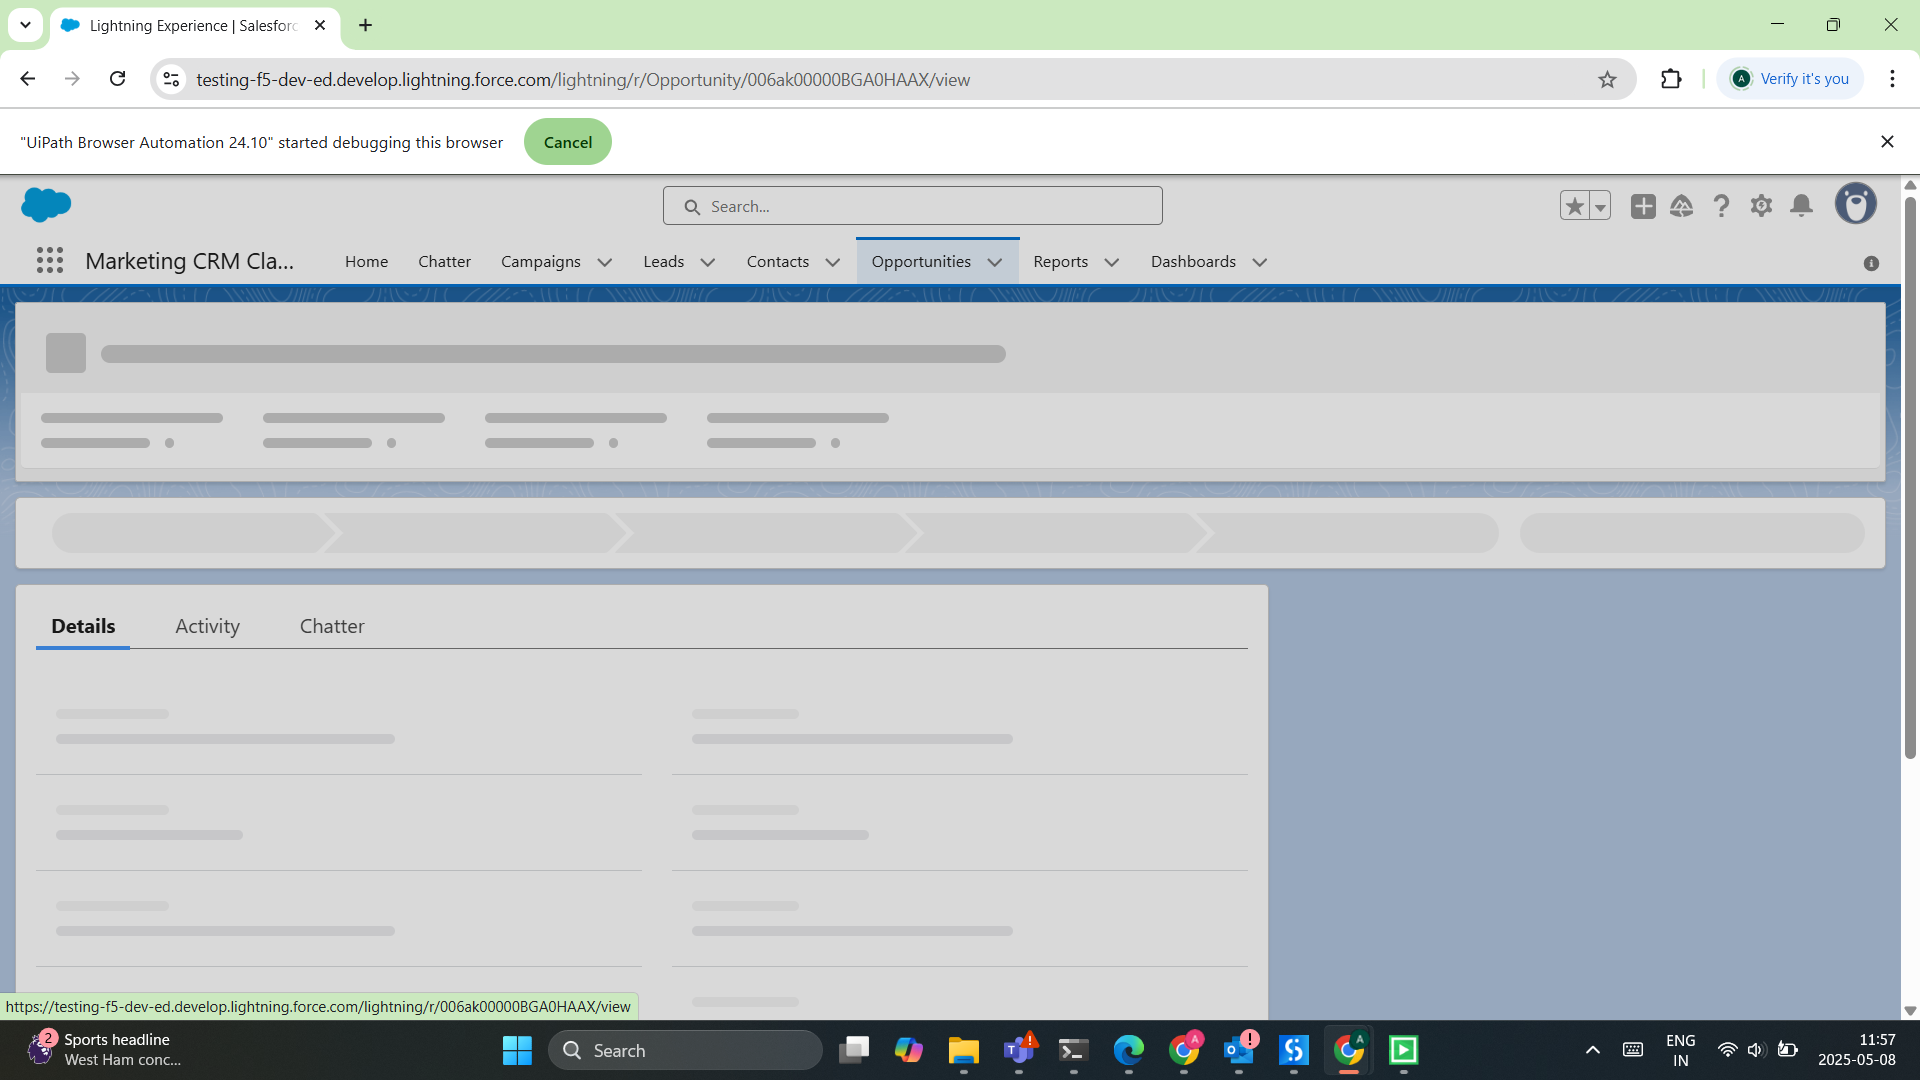 Lightning Experience | Salesforc
testing-f5-dev-ed.develop.lightning.force.com/lightning/r/Opportunity/006ak00000BGA0HAAX/view
A
Verify it's you
"UiPath Browser Automation 24.10" started debugging this browser
Cancel
Search...
Marketing CRM Cla...
Home
Chatter
Campaigns
Leads
Contacts
Opportunities
Reports
Dashboards
Details
Activity
Chatter
https://testing-f5-dev-ed.develop.lightning.force.com/lightning/r/006ak00000BGA0HAAX/view
2
Sports headline
West Ham conc...
Search
A
A
ENG
IN
11:57
2025-05-08